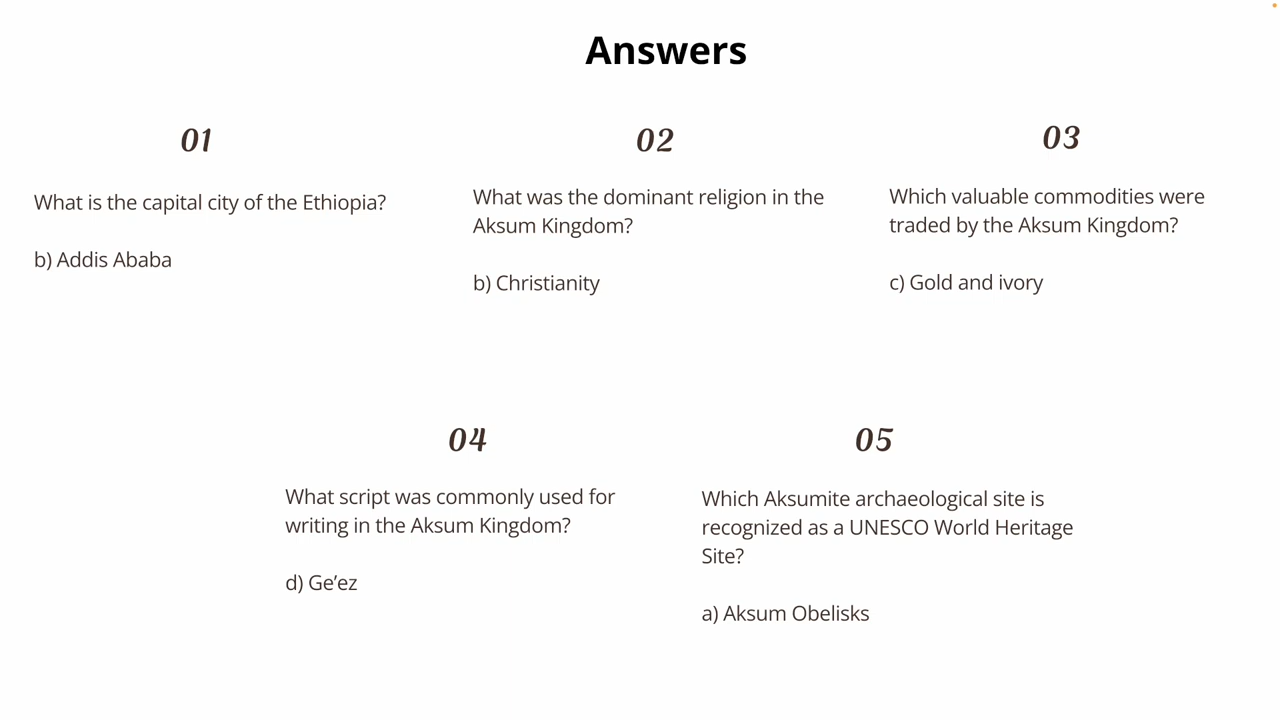 Answers
01
What is the capital city of the Ethiopia?
b) Addis Ababa
02
What was the dominant religion in the
Aksum Kingdom?
b) Christianity
03
Which valuable commodities were
traded by the Aksum Kingdom?
c) Gold and ivory
04
What script was commonly used for
writing in the Aksum Kingdom?
d) Ge’ez
05
Which Aksumite archaeological site is
recognized as a UNESCO World Heritage
Site?
a) Aksum Obelisks